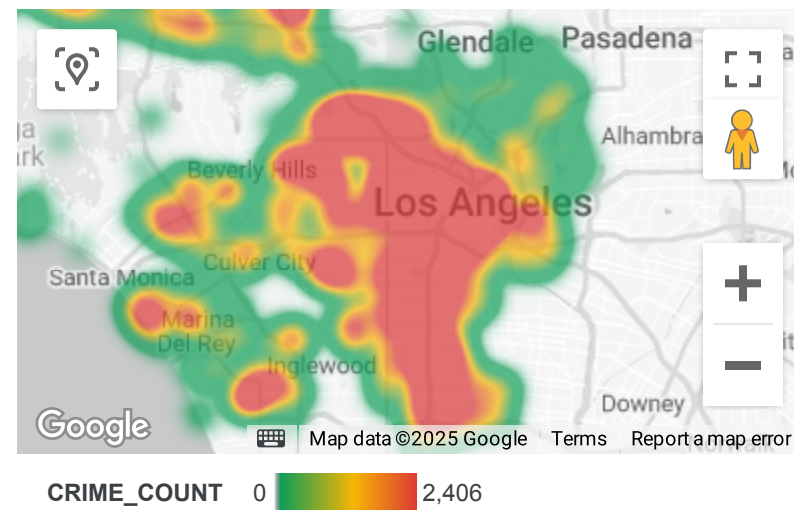 Glendale
Pasadena
Alhambra
Beverly Hills
Los Angeles
Culver City
Santa Monica
Marina
Del Rey
Inglewood
Downey
Google
Map data ©2025 Google Terms Report a map error
CRIME_COUNT 0 2,406